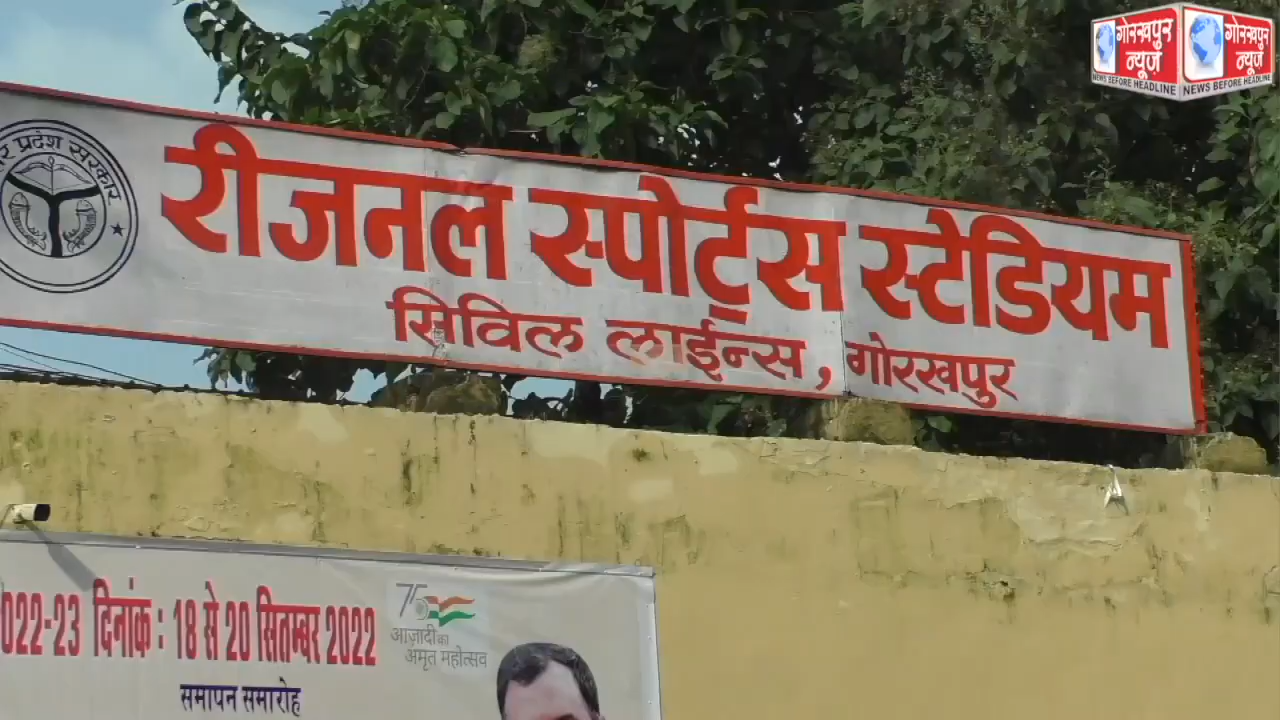 गोरखपुर न्यूज़
NEWS BEFORE HEADLINE
गोरखपुर न्यूज़
NEWS BEFORE HEADLINE
प्रदेश सरकार
रीजनल स्पोर्ट्स स्टेडियम
सिविल लाईन्स, गोरखपुर
022-23 दिनांक : 18 से 20 सितम्बर 2022
75
आज़ादी का
अमृत महोत्सव
समापन समारोह